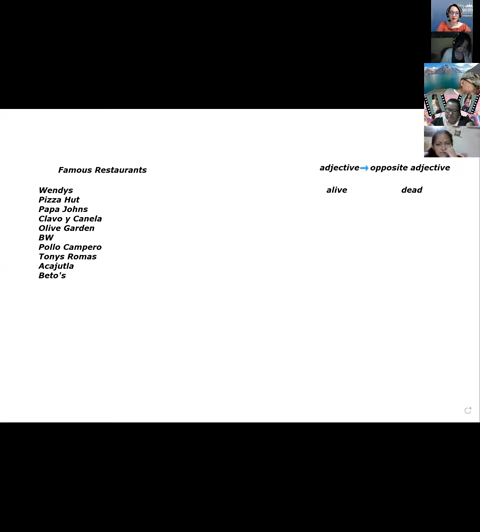 Famous Restaurants
Wendys
Pizza Hut
Papa Johns
Clavo y Canela
Olive Garden
BW
Pollo Campero
Tonys Romas
Acajutla
Beto's
adjective→opposite adjective
alive dead